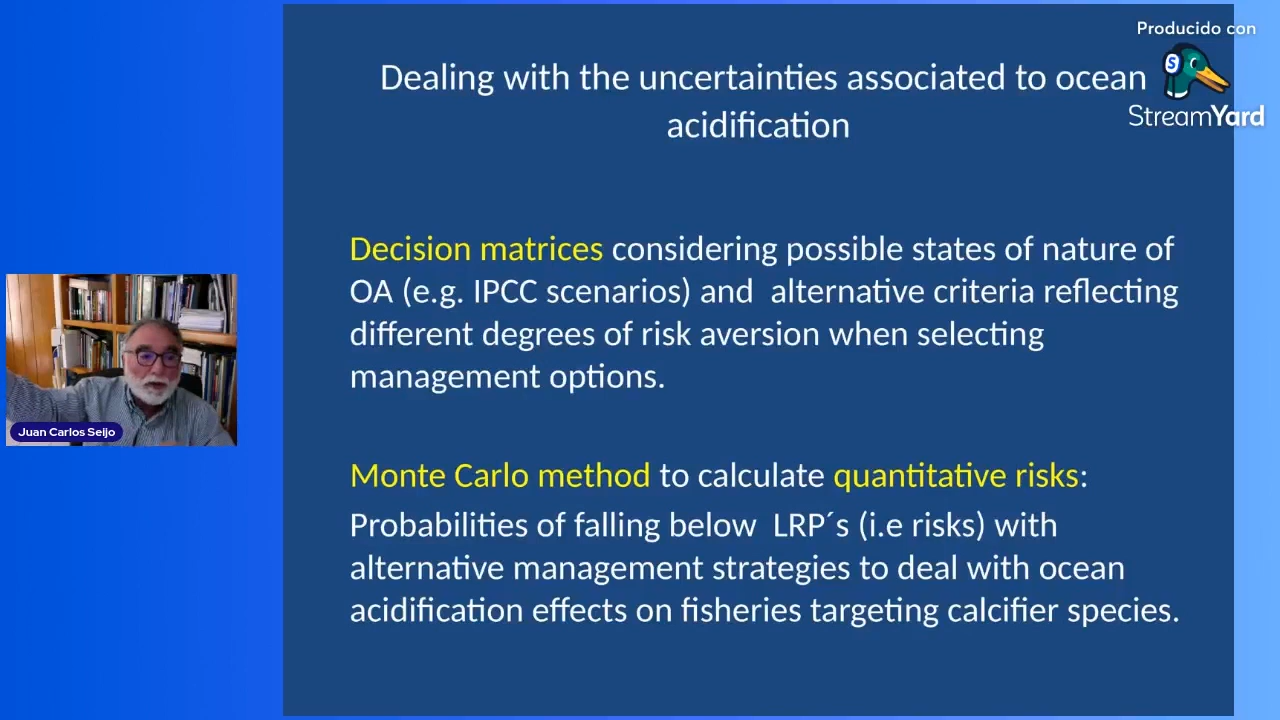 Producido con
StreamYard
Dealing with the uncertainties associated to ocean
acidification
Decision matrices considering possible states of nature of
OA (e.g. IPCC scenarios) and  alternative criteria reflecting
different degrees of risk aversion when selecting
management options.
Monte Carlo method to calculate quantitative risks:
Probabilities of falling below  LRP´s (i.e risks) with
alternative management strategies to deal with ocean
acidification effects on fisheries targeting calcifier species.
Juan Carlos Seijo